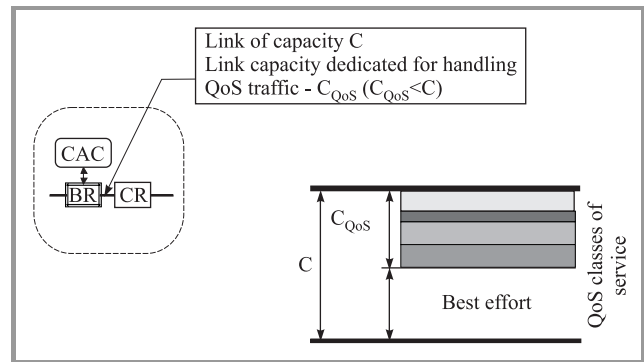 Link of capacity C
Link capacity dedicated for handling
QoS traffic - C_QoS (C_QoS<C)
CAC
BR
CR
C_QoS
C
Best effort
QoS classes of
service